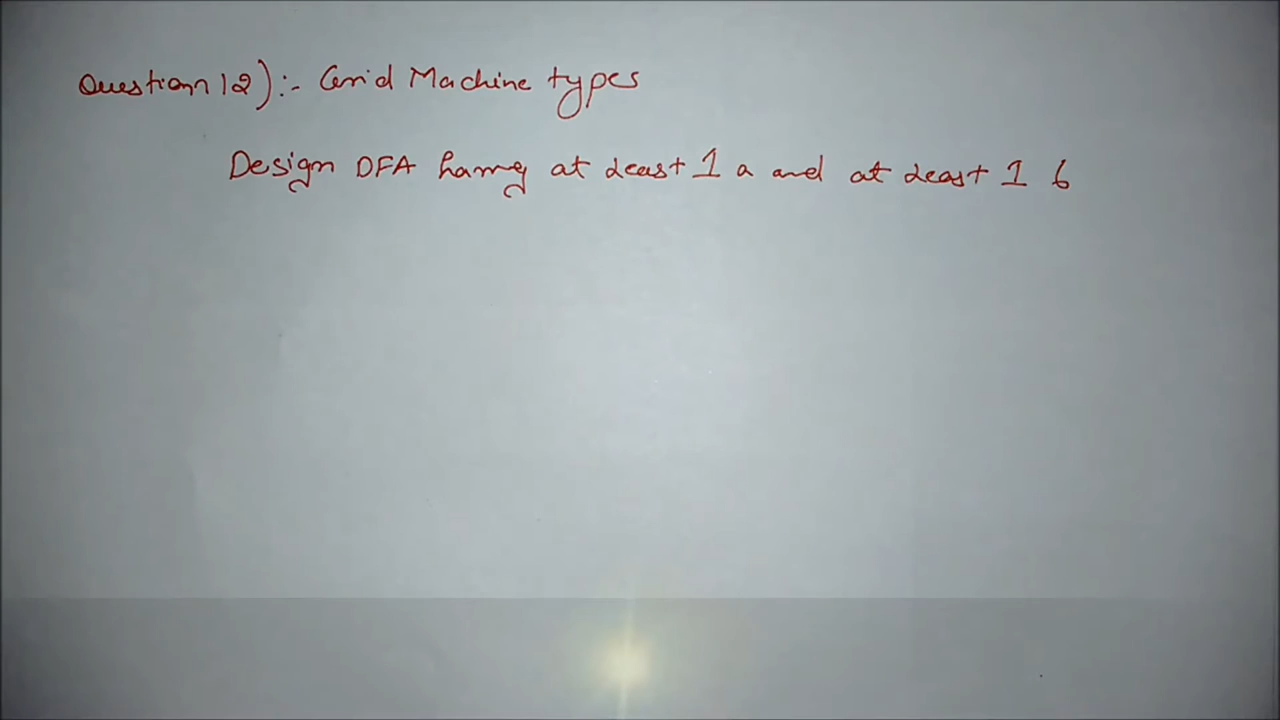 Question 12):- Grid Machine types
Design DFA having at least 1 a and at least 1 b